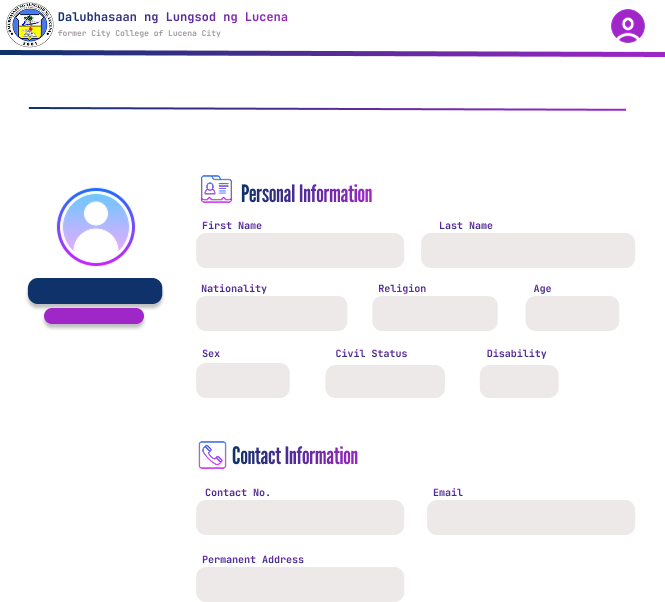 Dalubhasaan ng Lungsod ng Lucena
former City College of Lucena City
Personal Information
First Name
Last Name
Nationality
Religion
Age
Sex
Civil Status
Disability
Contact Information
Contact No.
Email
Permanent Address